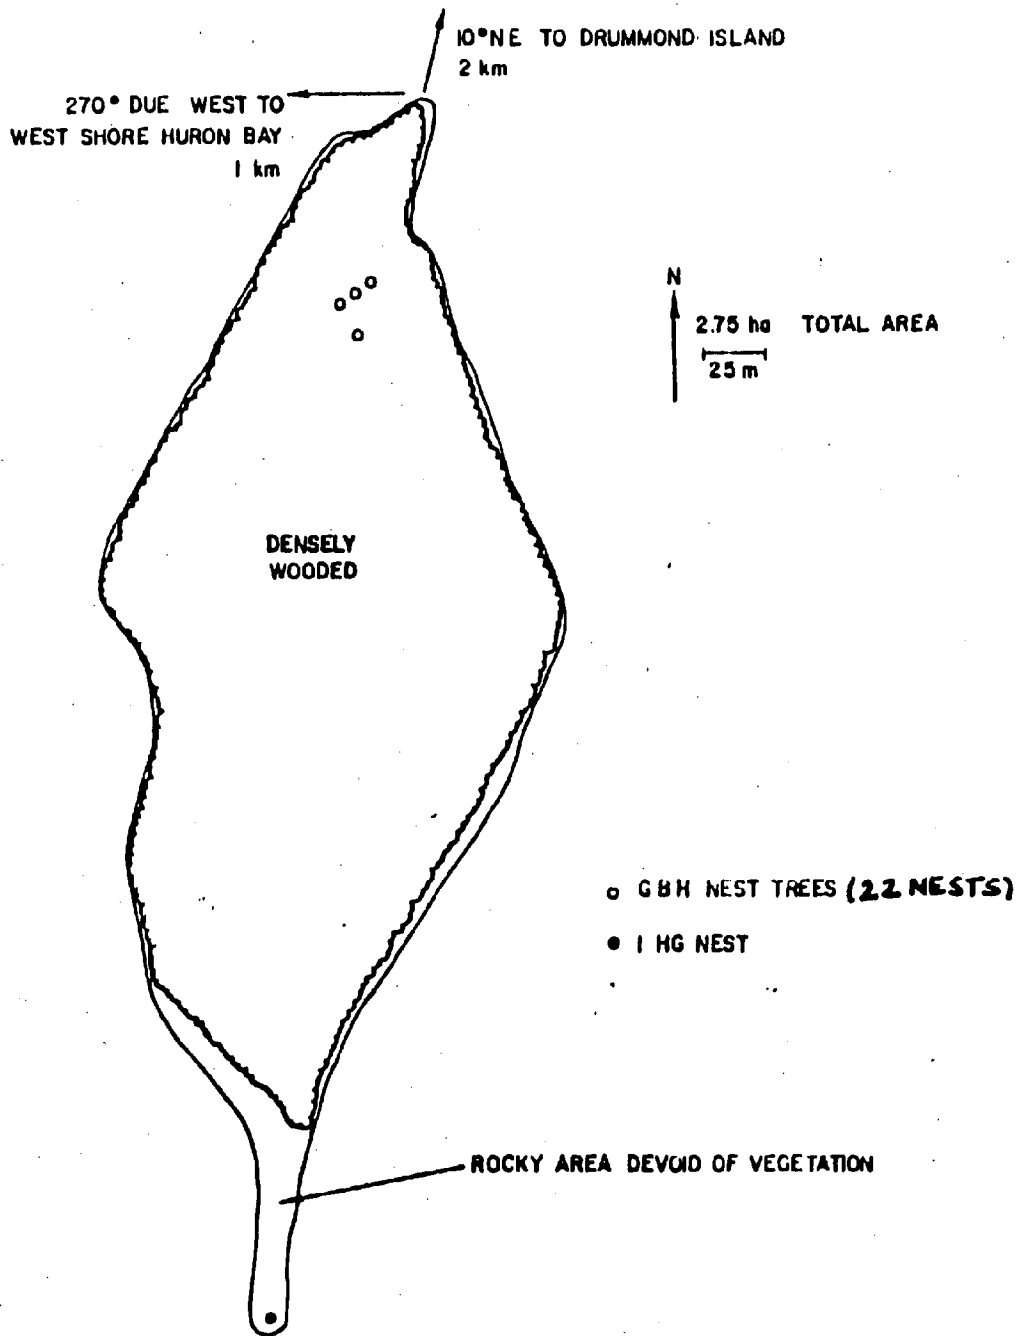 10° NE TO DRUMMOND ISLAND
2 km
270° DUE WEST TO
WEST SHORE HURON BAY
1 km
N
2.75 ha TOTAL AREA
25 m
DENSELY
WOODED
GBH NEST TREES (22 NESTS)
1 HG NEST
ROCKY AREA DEVOID OF VEGETATION